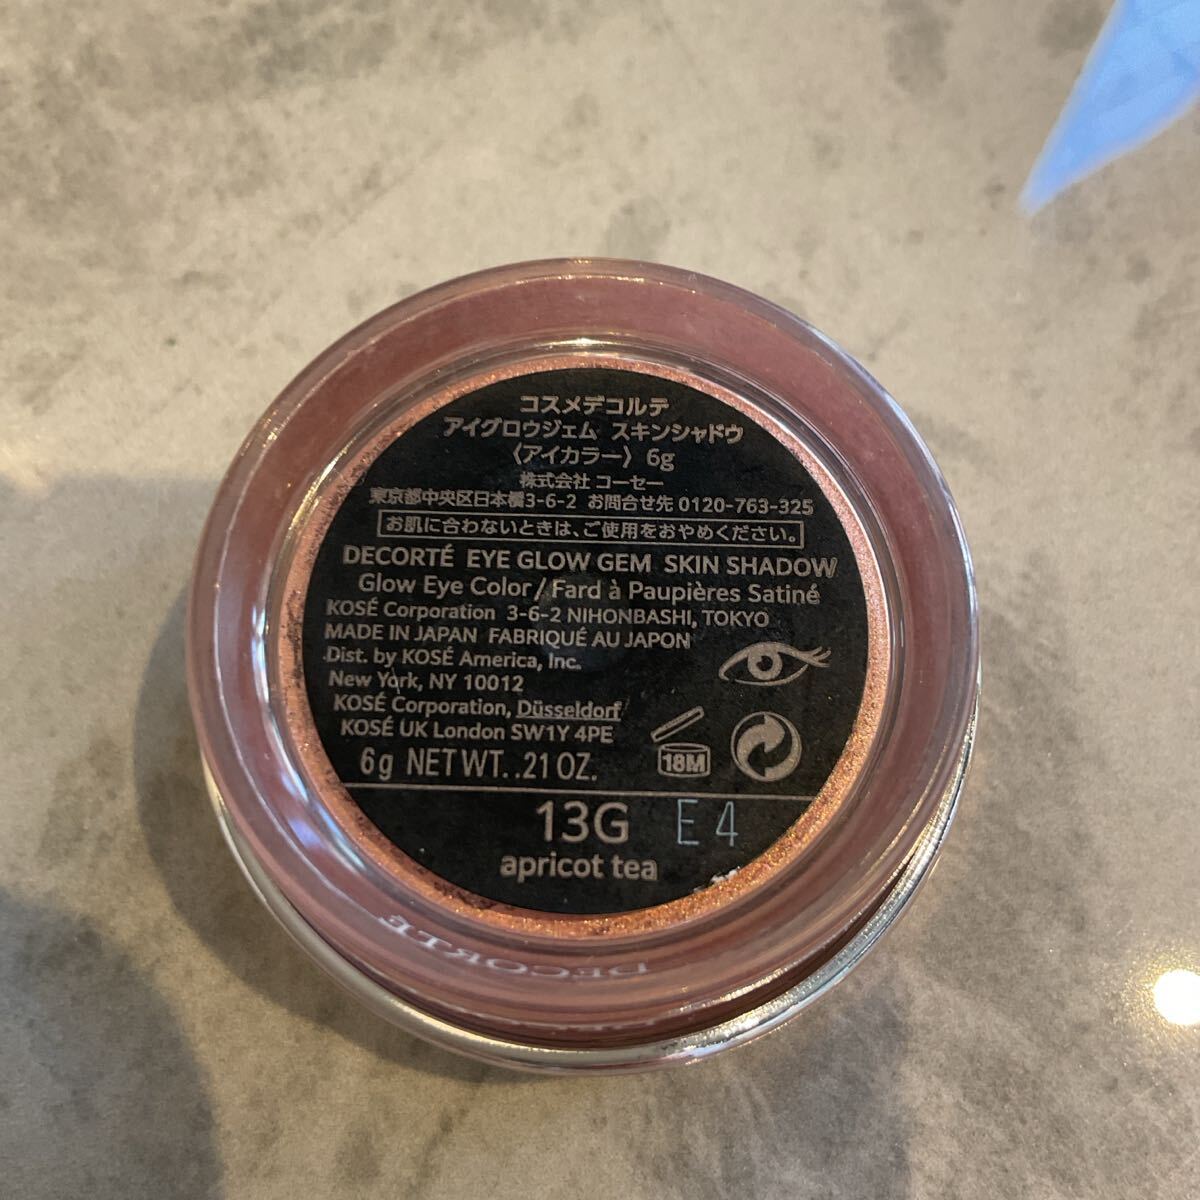 コスメデコルテ
アイグロウジェム スキンシャドウ
〈アイカラー〉 6g
株式会社 コーセー
東京都中央区日本橋3-6-2 お問合せ先 0120-763-325
お肌に合わないときは、ご使用をおやめください。
DECORTÉ EYE GLOW GEM SKIN SHADOW
Glow Eye Color/Fard à Paupières Satiné
KOSÉ Corporation 3-6-2 NIHONBASHI, TOKYO
MADE IN JAPAN FABRIQUÉ AU JAPON
Dist. by KOSÉ America, Inc.
New York, NY 10012
KOSÉ Corporation, Düsseldorf
KOSÉ UK London SW1Y 4PE
18M
6g NET WT. .21 OZ.
13G E4
apricot tea
DECORTÉ